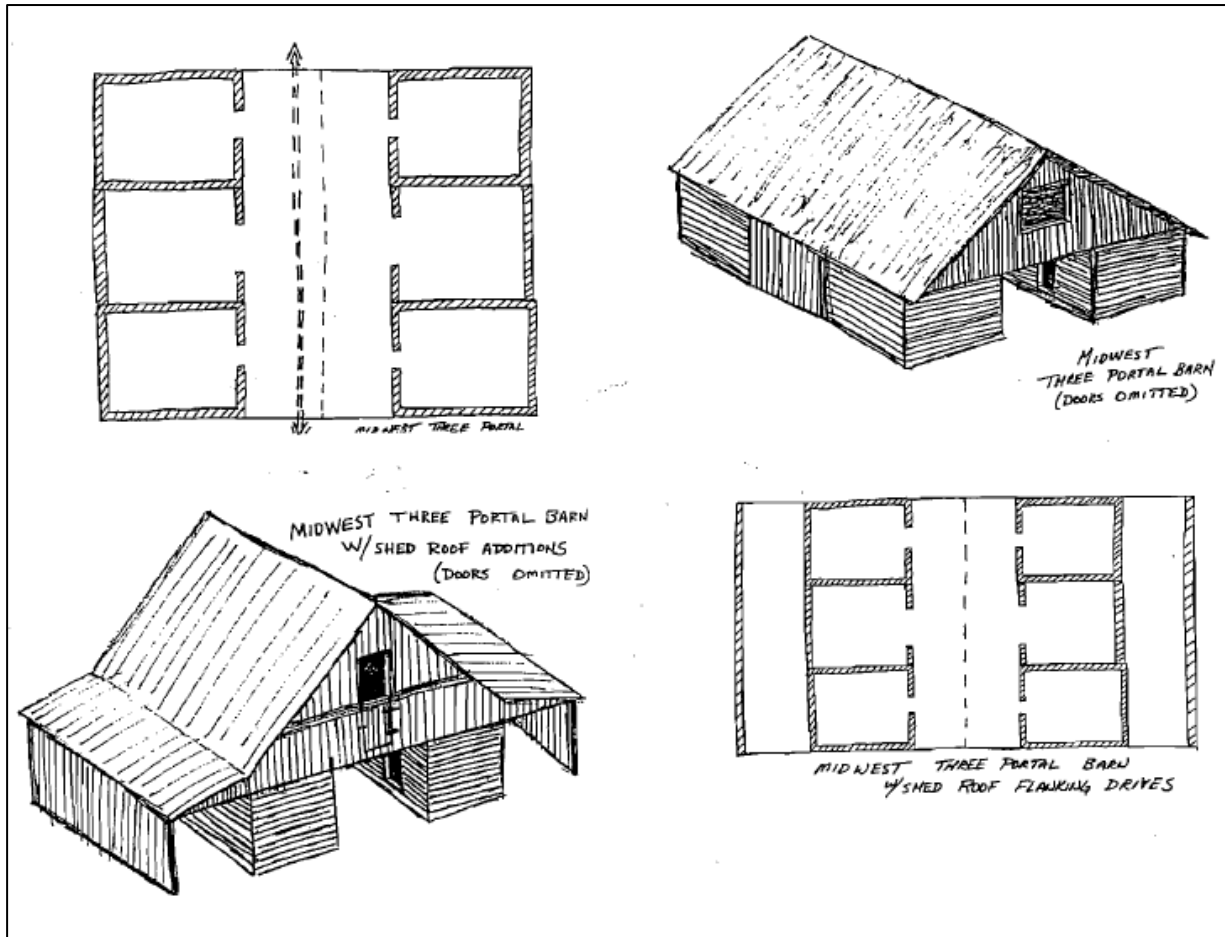 MIDWEST THREE PORTAL
MIDWEST
THREE PORTAL BARN
(DOORS OMITTED)
MIDWEST THREE PORTAL BARN
W/ SHED ROOF ADDITIONS
(DOORS OMITTED)
MIDWEST THREE PORTAL BARN
W/SHED ROOF FLANKING DRIVES